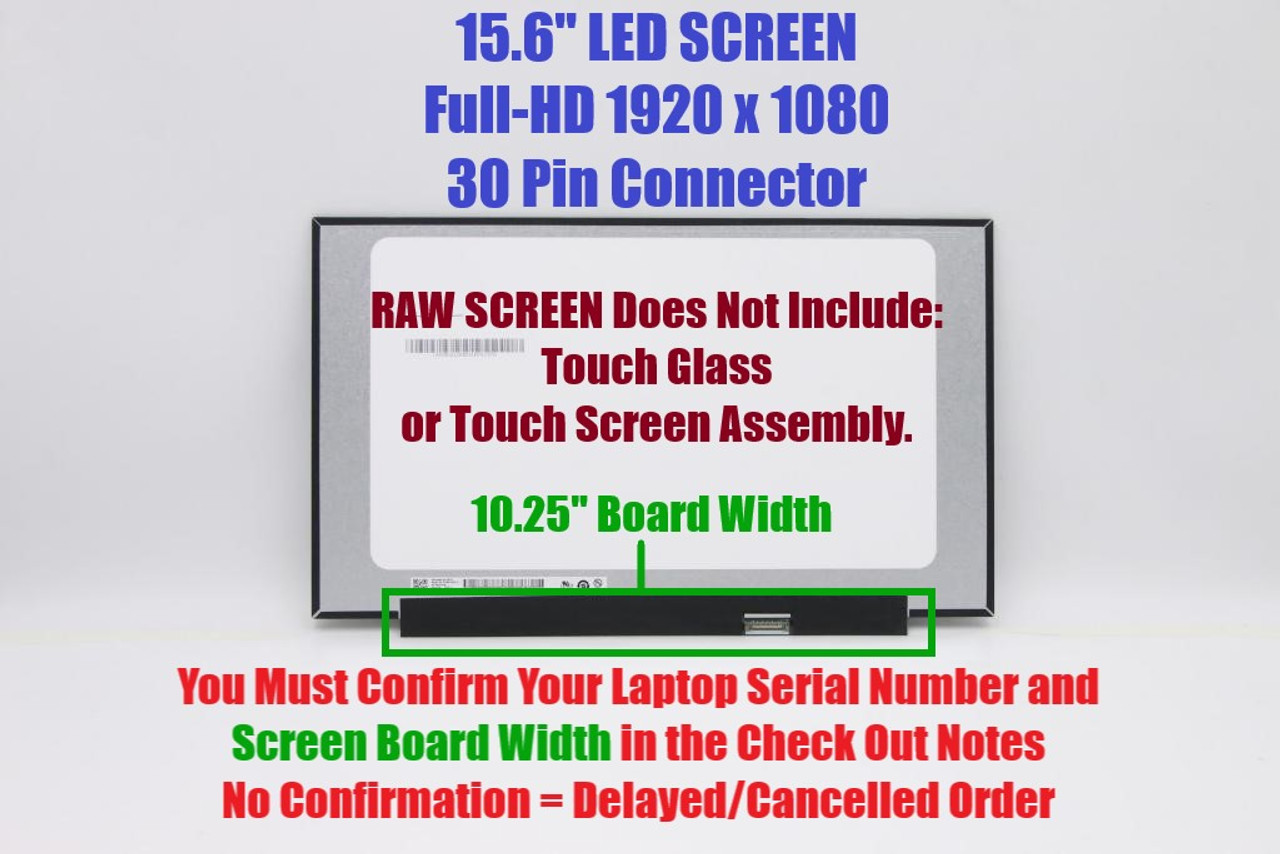 15.6" LED SCREEN
Full-HD 1920 x 1080
30 Pin Connector
RAW SCREEN Does Not Include:
Touch Glass
or Touch Screen Assembly.
10.25" Board Width
You Must Confirm Your Laptop Serial Number and
Screen Board Width in the Check Out Notes
No Confirmation = Delayed/Cancelled Order